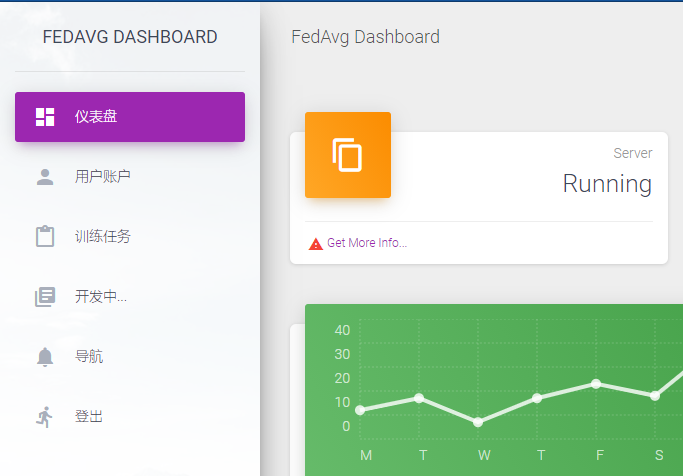 FEDAVG DASHBOARD
仪表盘
用户账户
训练任务
开发中...
导航
登出
FedAvg Dashboard
Server
Running
Get More Info...
40
30
20
10
0
M T W T F S